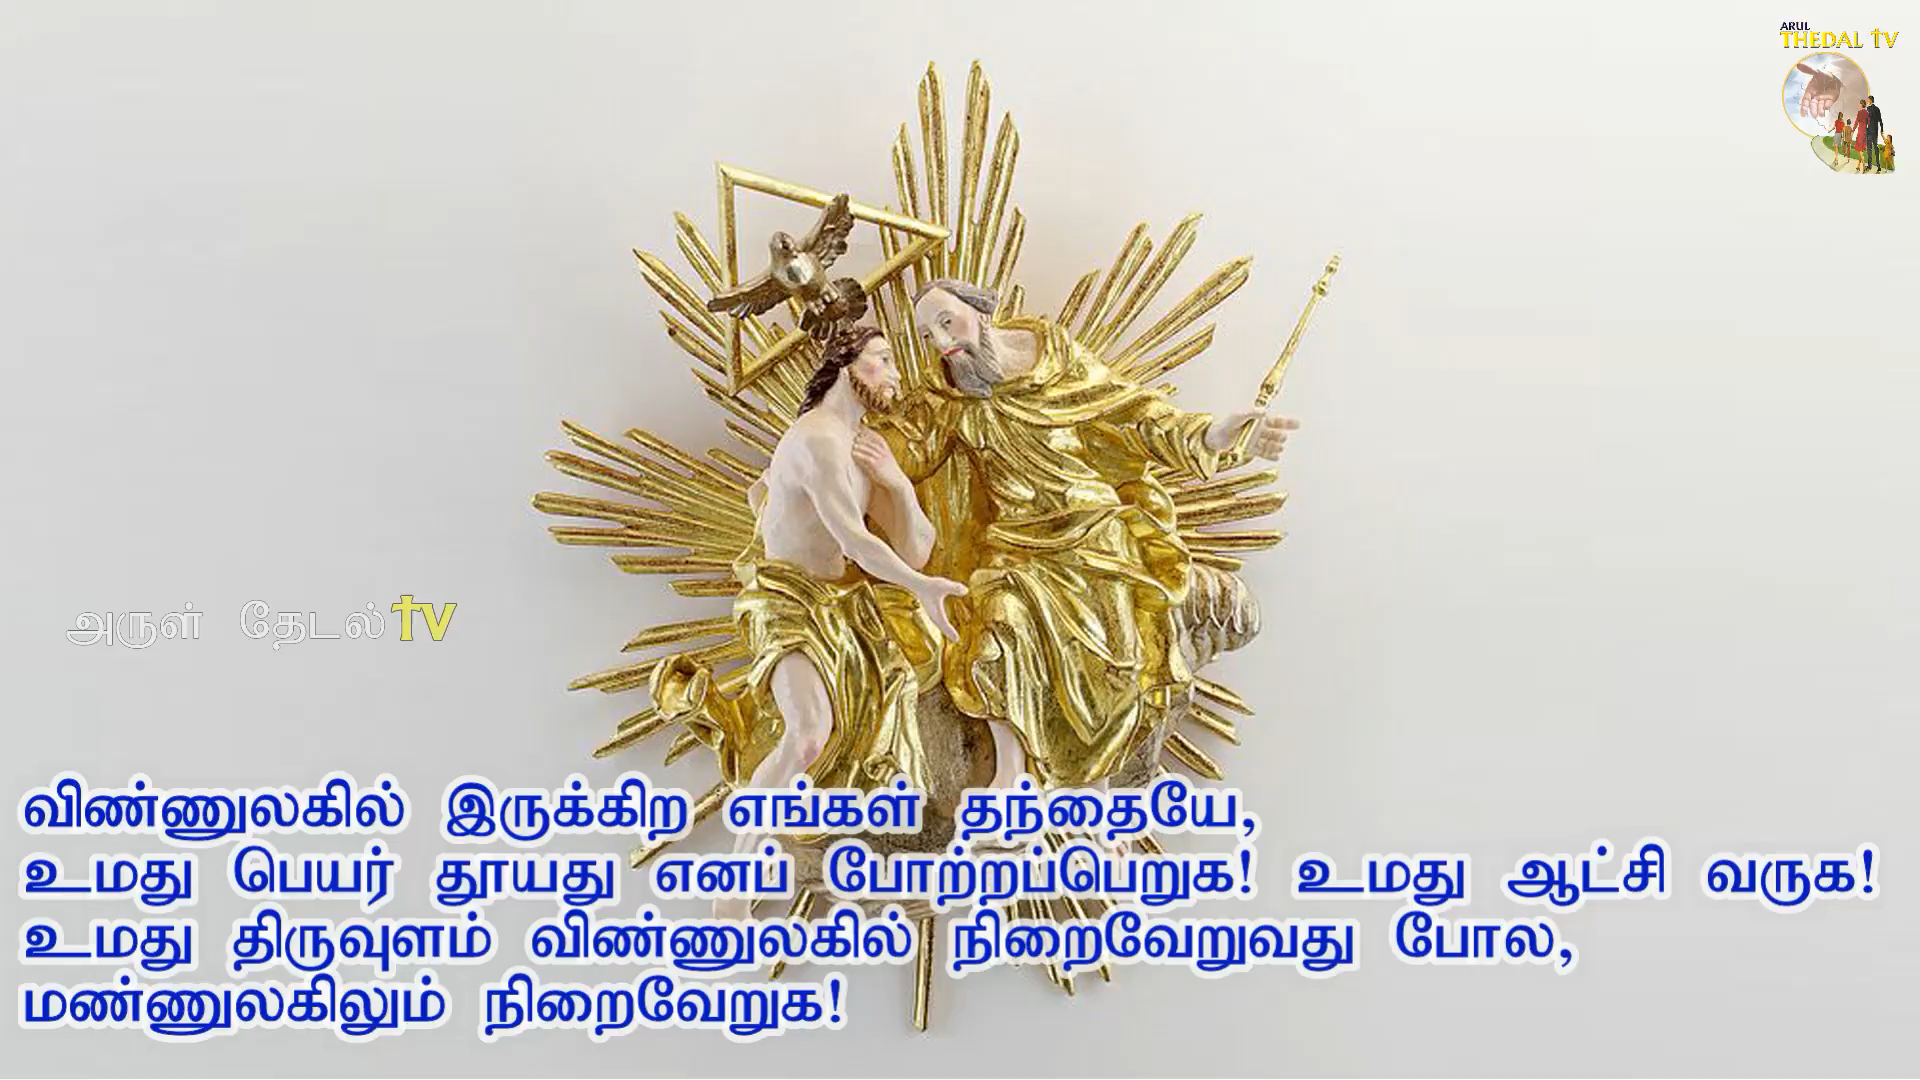 ARUL
THEDAL TV
அருள் தேடல் TV
விண்ணுலகில் இருக்கிற எங்கள் தந்தையே,
உமது பெயர் தூயது எனப் போற்றப்பெறுக! உமது ஆட்சி வருக!
உமது திருவுளம் விண்ணுலகில் நிறைவேறுவது போல,
மண்ணுலகிலும் நிறைவேறுக!